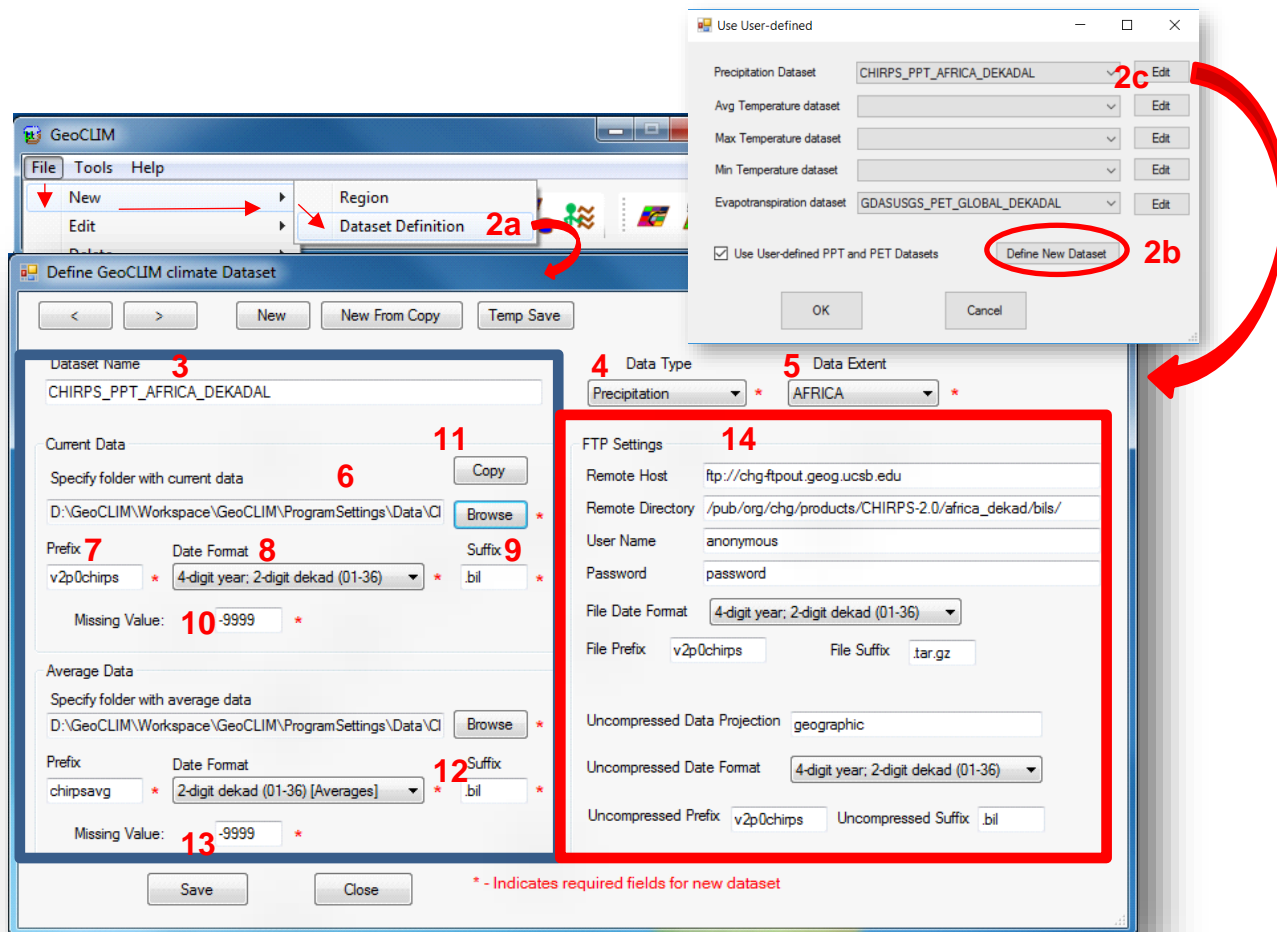 Use User-defined
Precipitation Dataset CHIRPS_PPT_AFRICA_DEKADAL 2c Edit
Avg Temperature dataset Edit
Max Temperature dataset Edit
Min Temperature dataset Edit
Evapotranspiration dataset GDASUSGS_PET_GLOBAL_DEKADAL Edit
Use User-defined PPT and PET Datasets Define New Dataset 2b
OK Cancel
GeoCLIM
File Tools Help
New Region
Edit Dataset Definition 2a
Define GeoCLIM climate Dataset
< > New New From Copy Temp Save
Dataset Name 3 4 Data Type 5 Data Extent
CHIRPS_PPT_AFRICA_DEKADAL Precipitation * AFRICA *
Current Data 11
Specify folder with current data 6 Copy
D:\GeoCLIM\Workspace\GeoCLIM\ProgramSettings\Data\Cl Browse *
Prefix 7 Date Format 8 Suffix 9
v2p0chirps * 4-digit year; 2-digit dekad (01-36) * .bil *
Missing Value: 10 -9999 *
Average Data
Specify folder with average data
D:\GeoCLIM\Workspace\GeoCLIM\ProgramSettings\Data\Cl Browse *
Prefix Date Format 12 Suffix
chirpsavg * 2-digit dekad (01-36) [Averages] * .bil *
Missing Value: 13 -9999 *
FTP Settings 14
Remote Host ftp://chg-ftpout.geog.ucsb.edu
Remote Directory /pub/org/chg/products/CHIRPS-2.0/africa_dekad/bils/
User Name anonymous
Password password
File Date Format 4-digit year; 2-digit dekad (01-36)
File Prefix v2p0chirps File Suffix .tar.gz
Uncompressed Data Projection geographic
Uncompressed Date Format 4-digit year; 2-digit dekad (01-36)
Uncompressed Prefix v2p0chirps Uncompressed Suffix .bil
Save Close * - Indicates required fields for new dataset